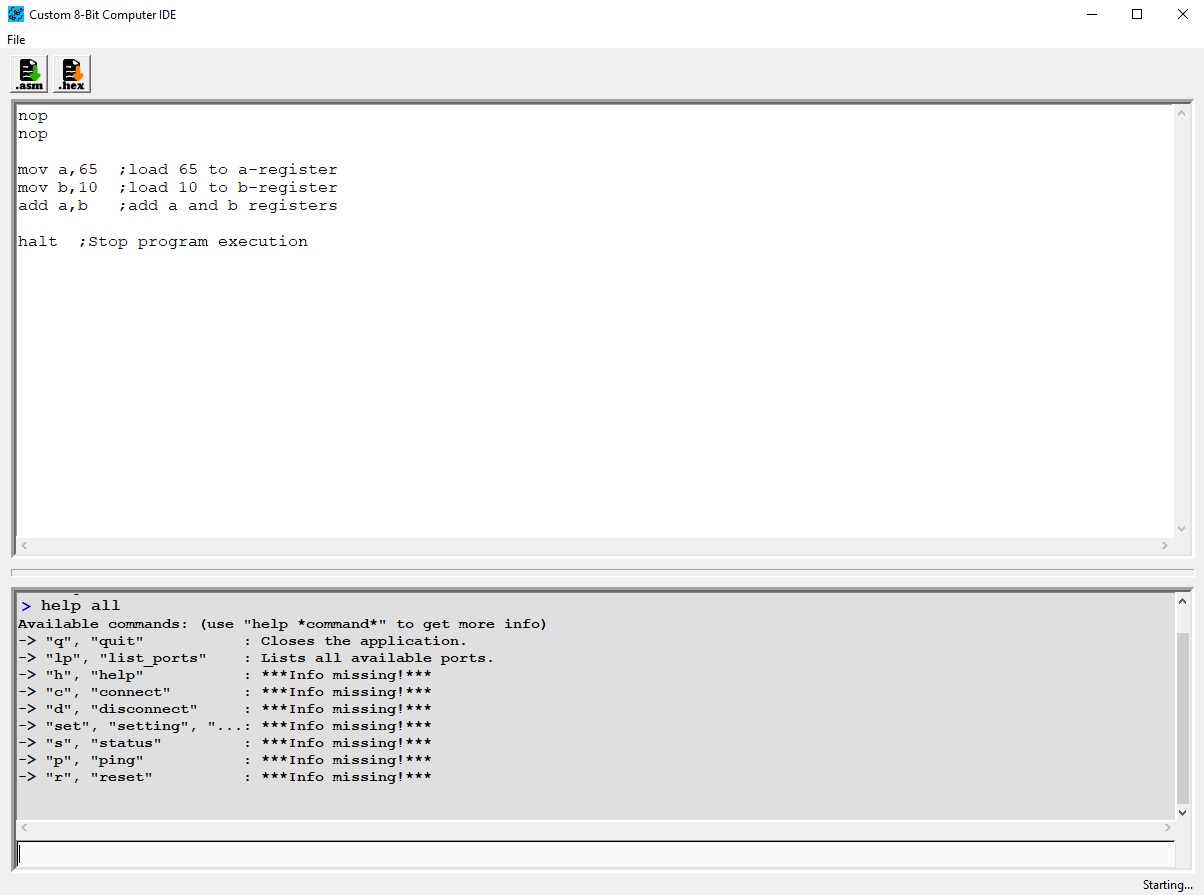 Custom 8-Bit Computer IDE
File
.asm .hex
nop
nop
mov a,65  ;load 65 to a-register
mov b,10  ;load 10 to b-register
add a,b   ;add a and b registers
halt  ;Stop program execution
> help all
Available commands: (use "help *command*" to get more info)
-> "q", "quit"           : Closes the application.
-> "lp", "list_ports"    : Lists all available ports.
-> "h", "help"           : ***Info missing!***
-> "c", "connect"        : ***Info missing!***
-> "d", "disconnect"     : ***Info missing!***
-> "set", "setting", "...: ***Info missing!***
-> "s", "status"         : ***Info missing!***
-> "p", "ping"           : ***Info missing!***
-> "r", "reset"          : ***Info missing!***
Starting...